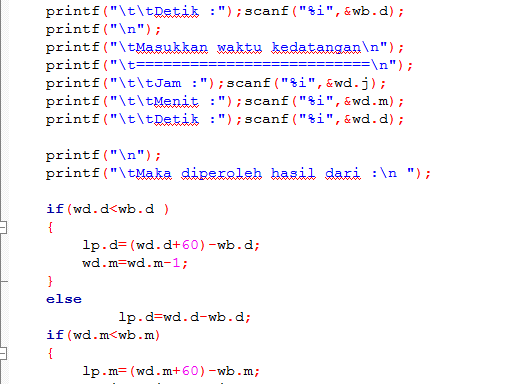 printf("\t\tDetik :");scanf("%i",&wb.d);
printf("\n");
printf("\tMasukkan waktu kedatangan\n");
printf("\t==========================\n");
printf("\t\tJam :");scanf("%i",&wd.j);
printf("\t\tMenit :");scanf("%i",&wd.m);
printf("\t\tDetik :");scanf("%i",&wd.d);
printf("\n");
printf("\tMaka diperoleh hasil dari :\n ");
if(wd.d<wb.d )
{
lp.d=(wd.d+60)-wb.d;
wd.m=wd.m-1;
}
else
lp.d=wd.d-wb.d;
if(wd.m<wb.m)
{
lp.m=(wd.m+60)-wb.m;